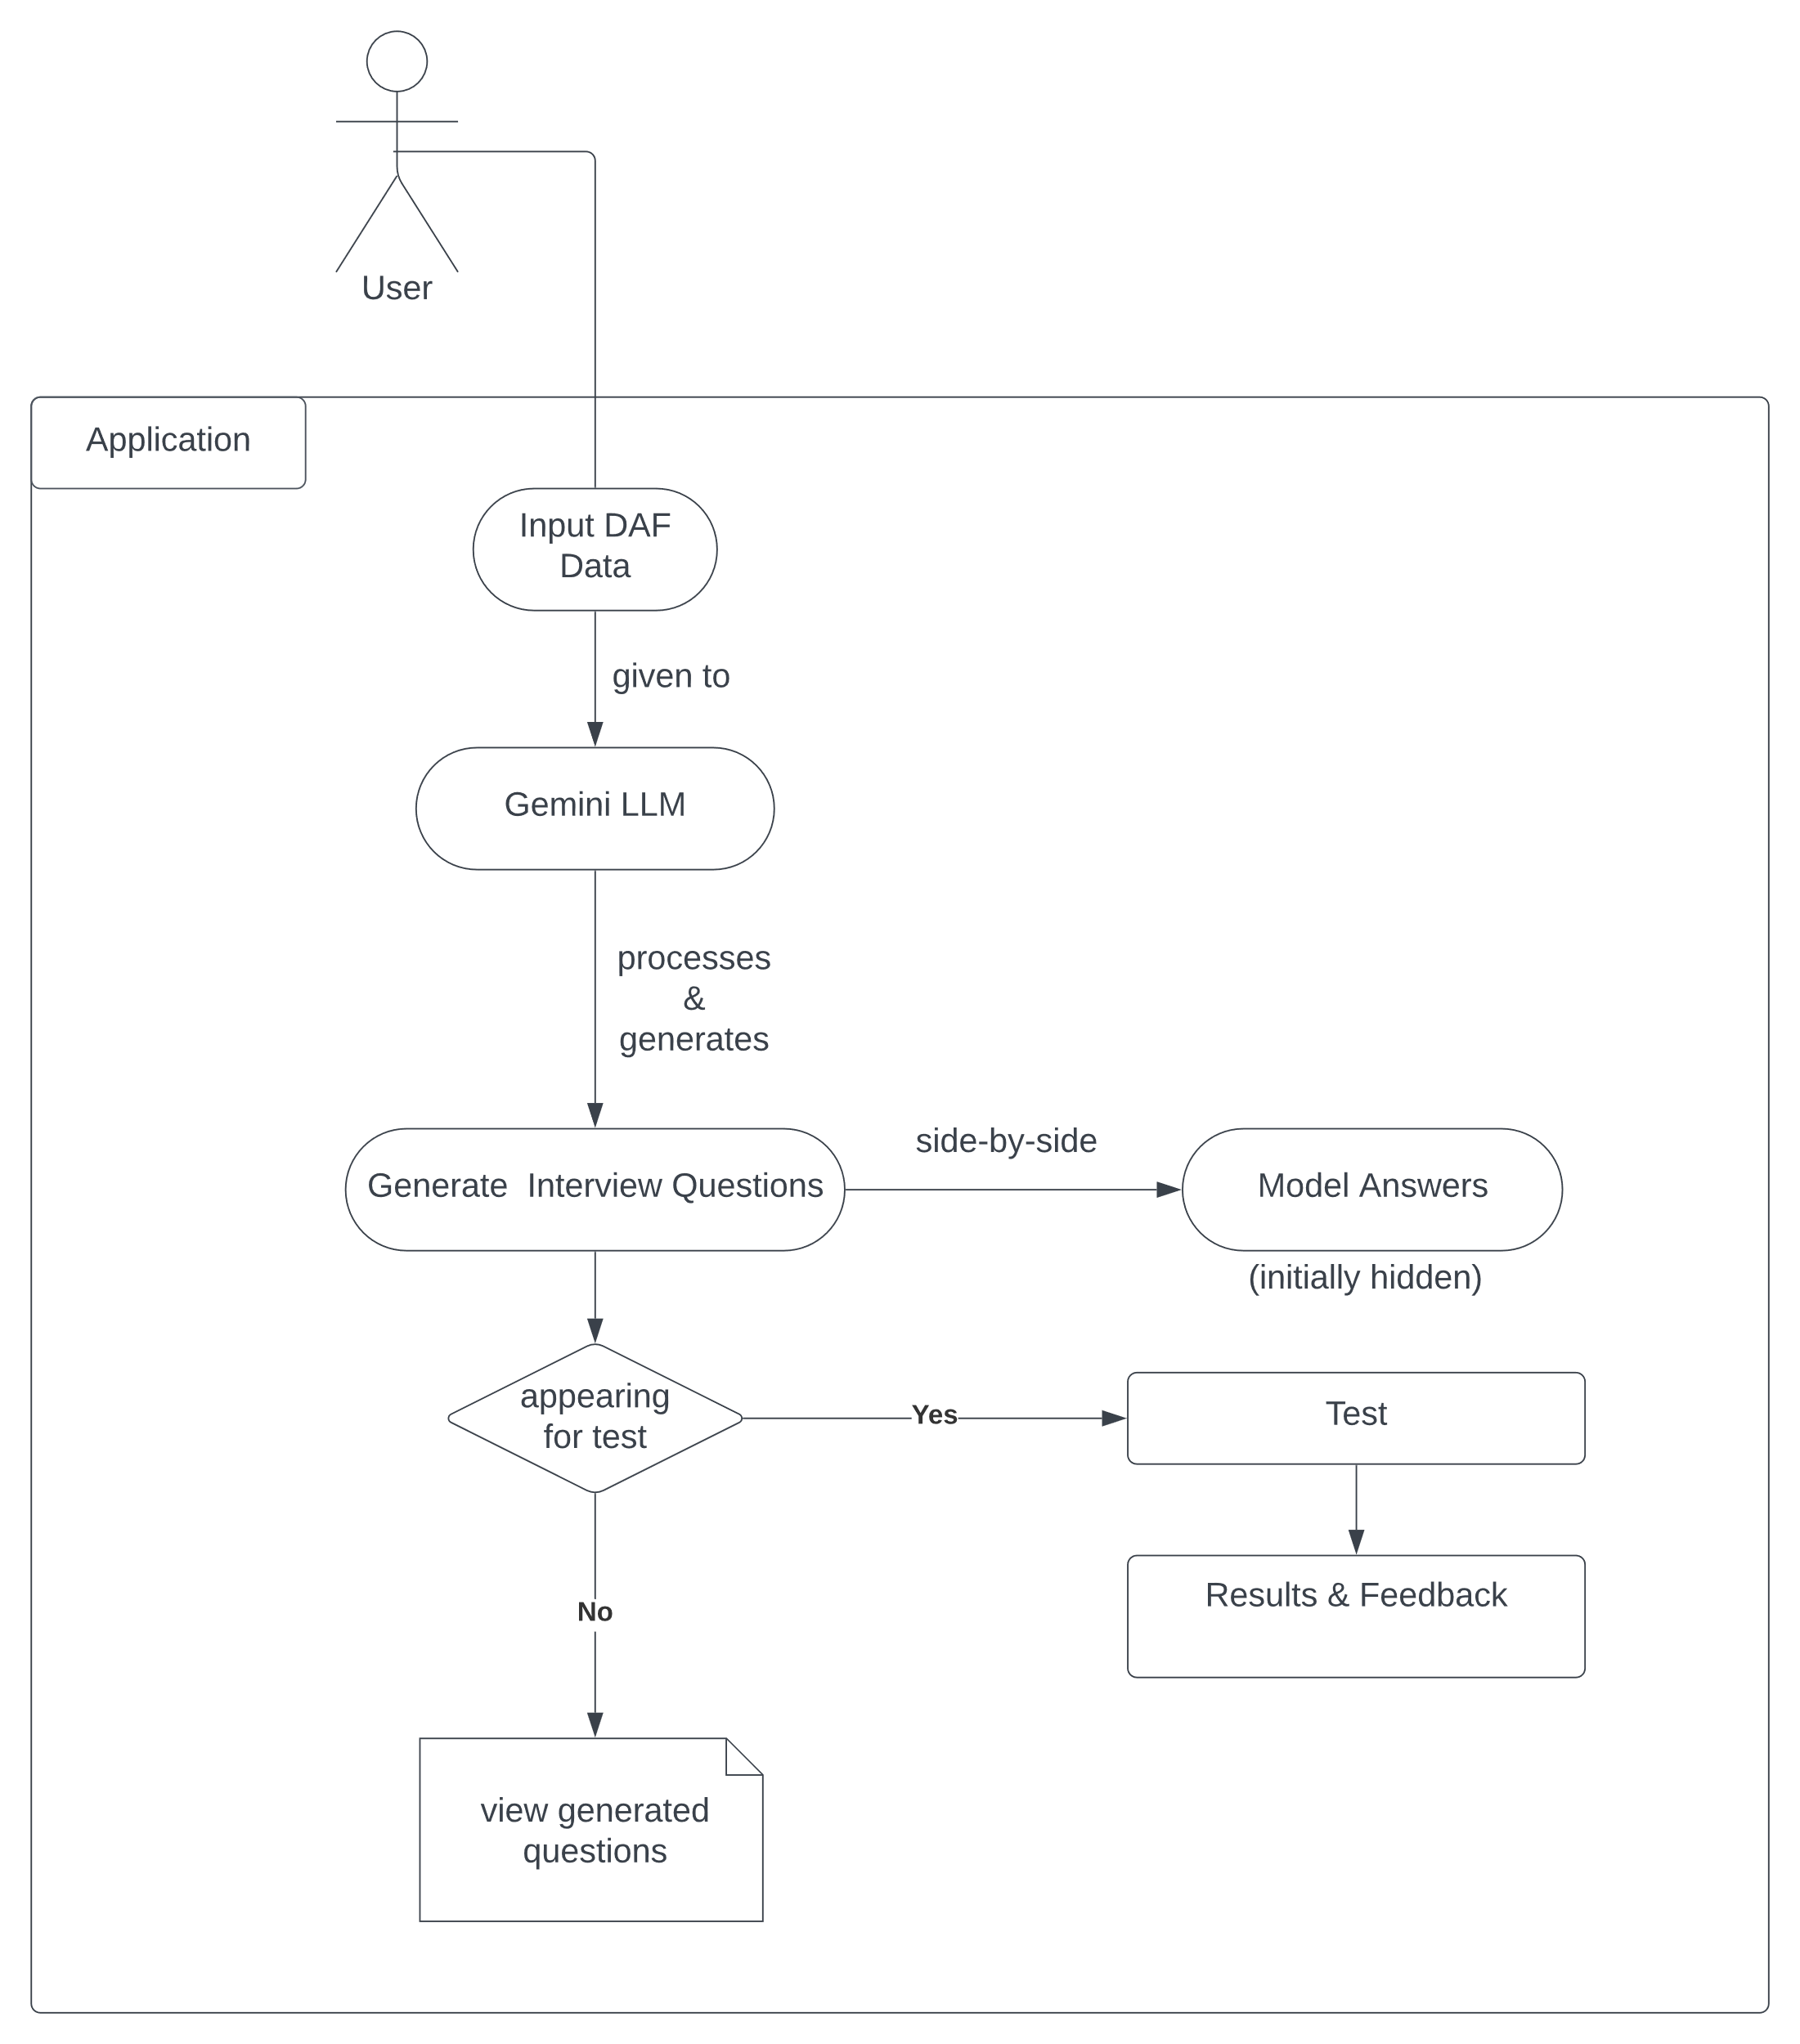 User
Application
Input DAF
Data
given to
Gemini LLM
processes
&
generates
Generate  Interview Questions
side-by-side
Model Answers
(initially hidden)
appearing
for test
Yes
Test
Results & Feedback
No
view generated
questions